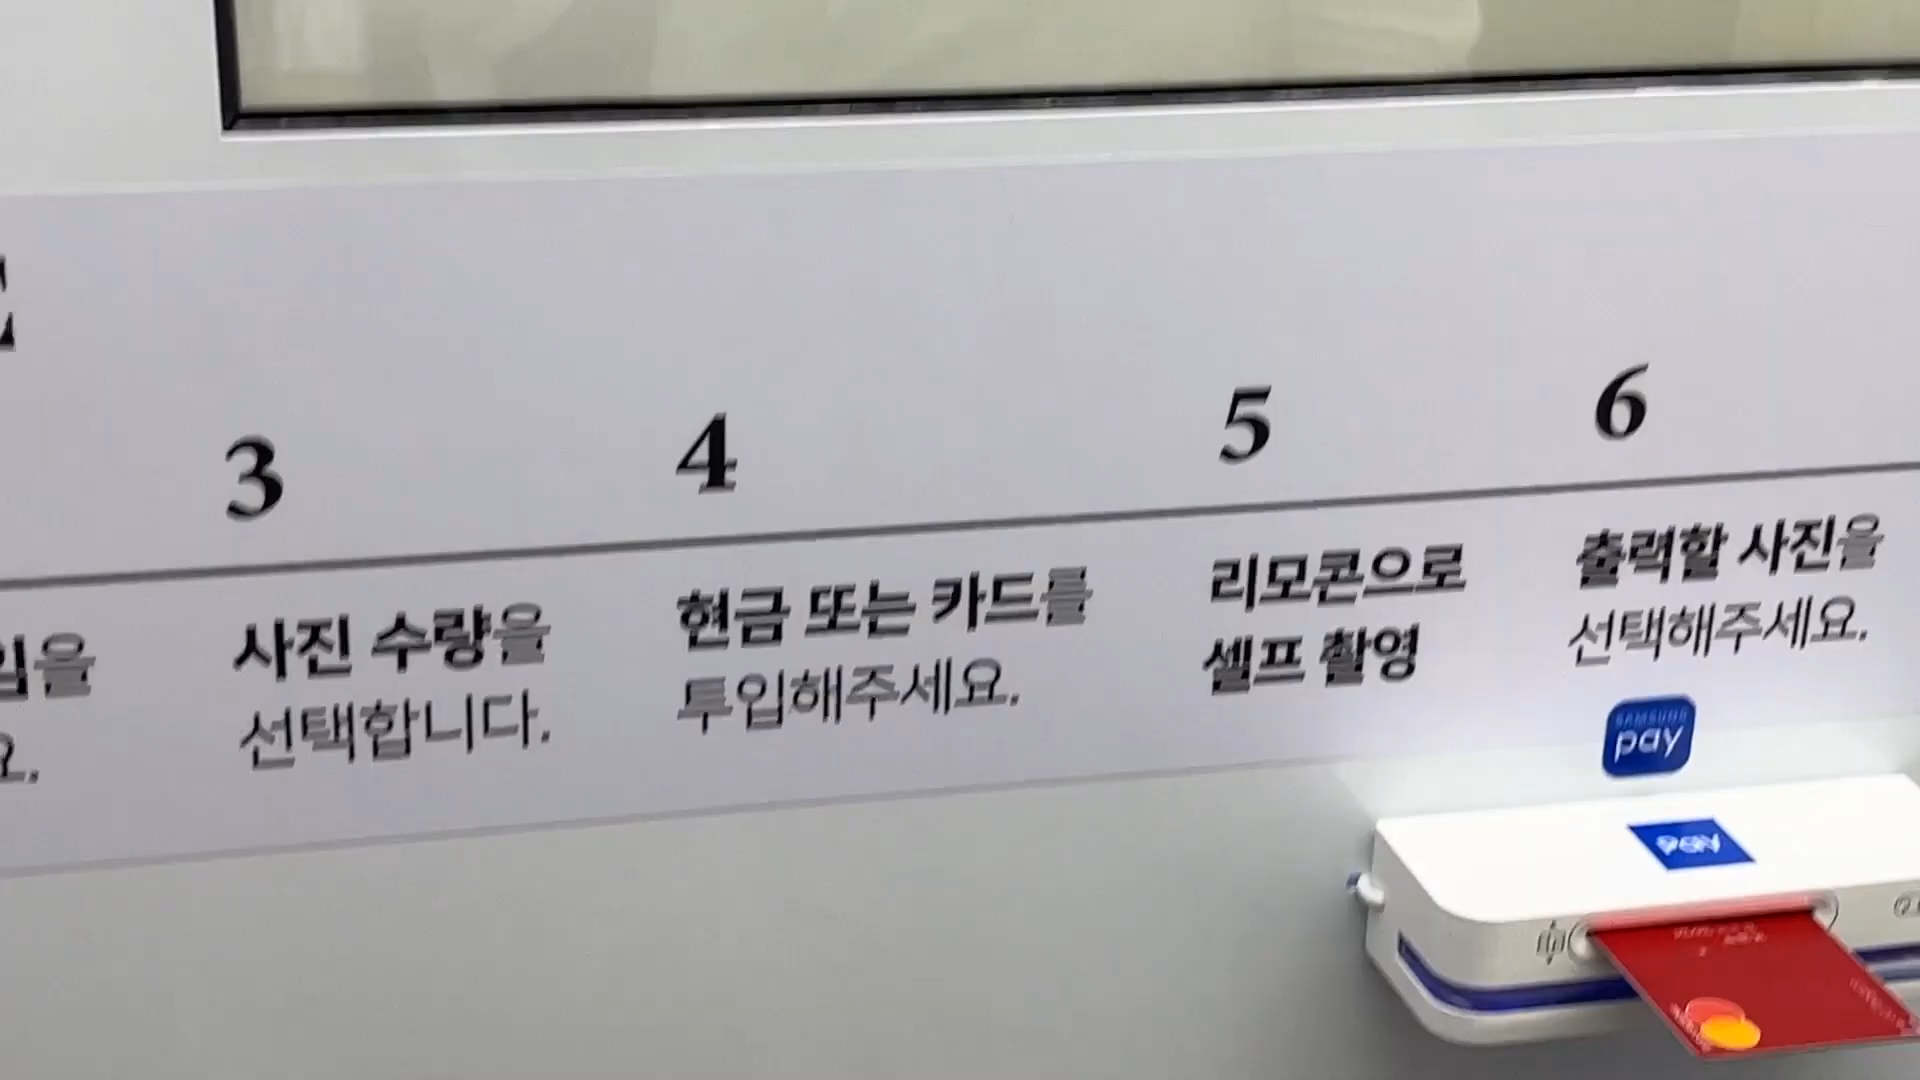 3
사진 수량을
선택합니다.
4
현금 또는 카드를
투입해주세요.
5
리모콘으로
셀프 촬영
6
출력할 사진을
선택해주세요.
SAMSUNG
pay
pay